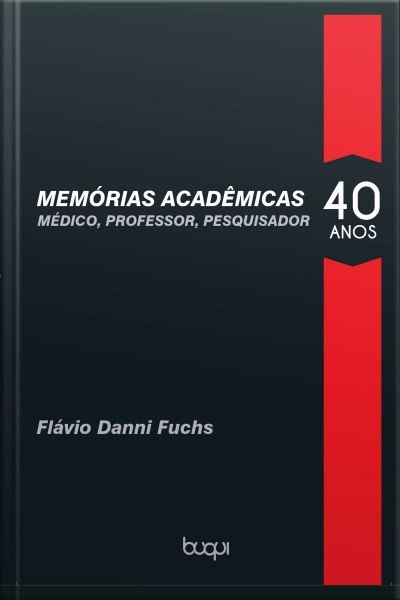 MEMÓRIAS ACADÊMICAS
MÉDICO, PROFESSOR, PESQUISADOR
40
ANOS
Flávio Danni Fuchs
buqui